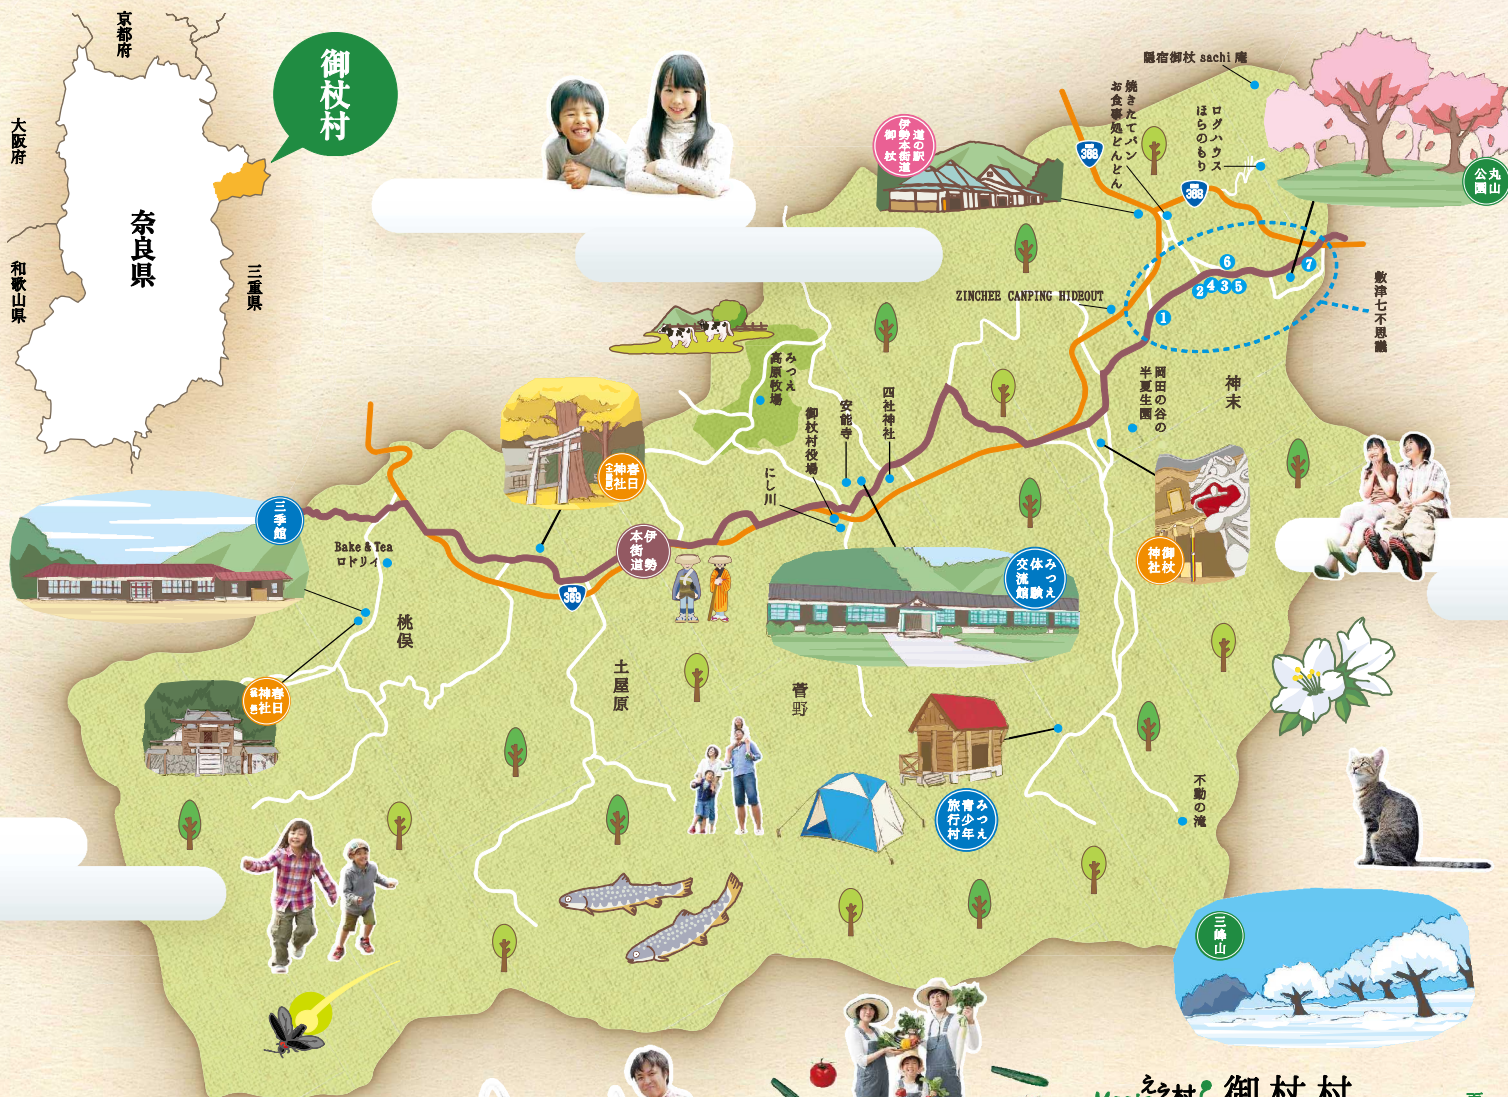 京都府
大阪府
和歌山県
奈良県
三重県
御杖村
隠宿御杖 sachi 庵
焼きたてパン
お食事処どんどん
ログハウス
ほらのもり
道の駅
伊勢本街道
御杖
368
368
丸山
公園
ZINCHEE CANPING HIDEOUT
1
2
4
3
5
6
7
敷津七不思議
神末
岡田の谷の
半夏生園
みつえ
高原牧場
四社神社
安能寺
御杖村役場
にし川
春日
神社
三季館
Bake & Tea
ロドリィ
伊勢
本街道
369
御杖
神社
みつえ
体験
交流館
桃俣
土屋原
菅野
春日
神社
みつえ
青少年
旅行村
不動の滝
三峰山
ええ村
御杖村